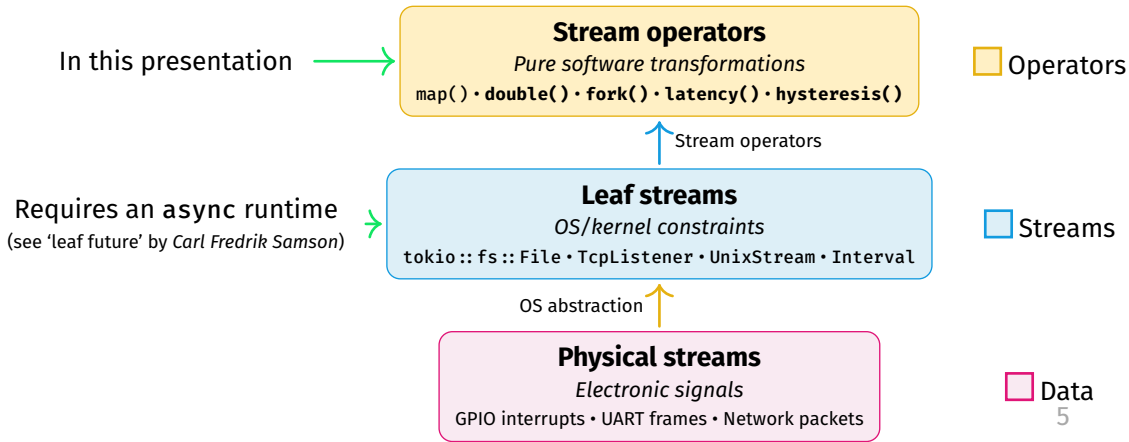 Stream operators
In this presentation
Pure software transformations
Operators
map() • double() • fork() • latency() • hysteresis()
Stream operators
Leaf streams
Requires an async runtime
OS/kernel constraints
Streams
(see ‘leaf future’ by Carl Fredrik Samson)
tokio::fs::File • TcpListener • UnixStream • Interval
OS abstraction
Physical streams
Electronic signals
Data
GPIO interrupts • UART frames • Network packets
5